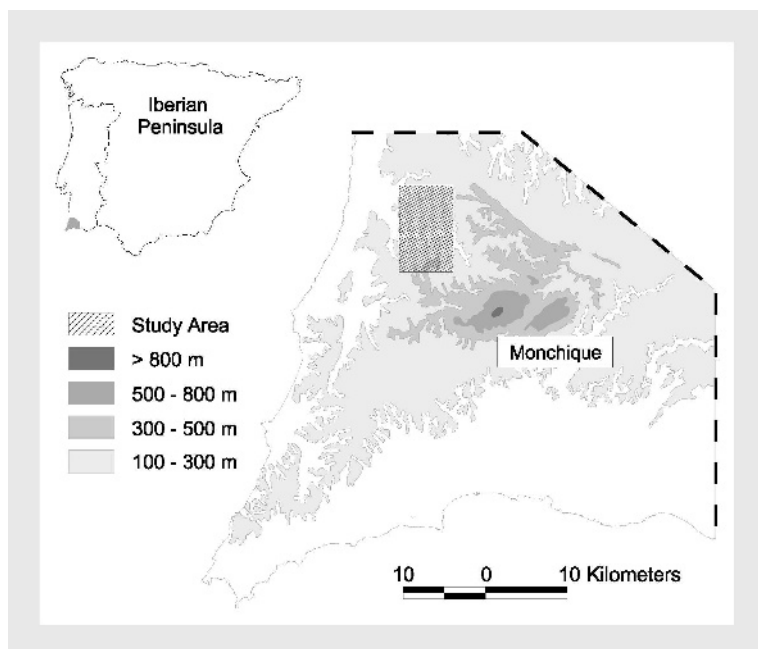 Iberian
Peninsula
Study Area
> 800 m
500 - 800 m
300 - 500 m
100 - 300 m
Monchique
10 0 10 Kilometers